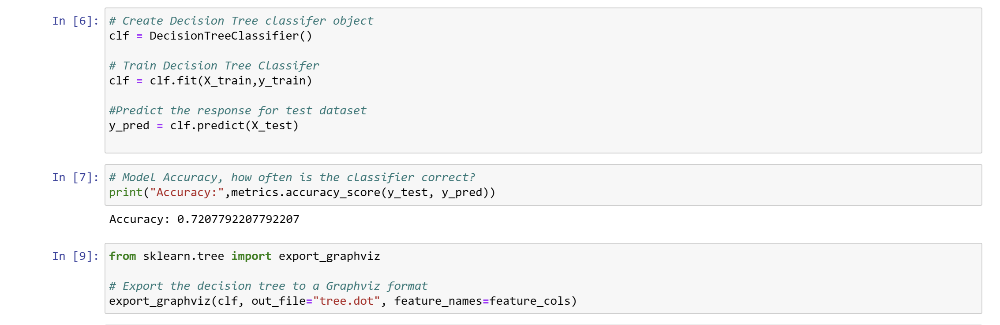 In [6]: # Create Decision Tree classifer object
clf = DecisionTreeClassifier()
# Train Decision Tree Classifer
clf = clf.fit(X_train,y_train)
#Predict the response for test dataset
y_pred = clf.predict(X_test)
In [7]: # Model Accuracy, how often is the classifier correct?
print("Accuracy:",metrics.accuracy_score(y_test, y_pred))
Accuracy: 0.7207792207792207
In [9]: from sklearn.tree import export_graphviz
# Export the decision tree to a Graphviz format
export_graphviz(clf, out_file="tree.dot", feature_names=feature_cols)